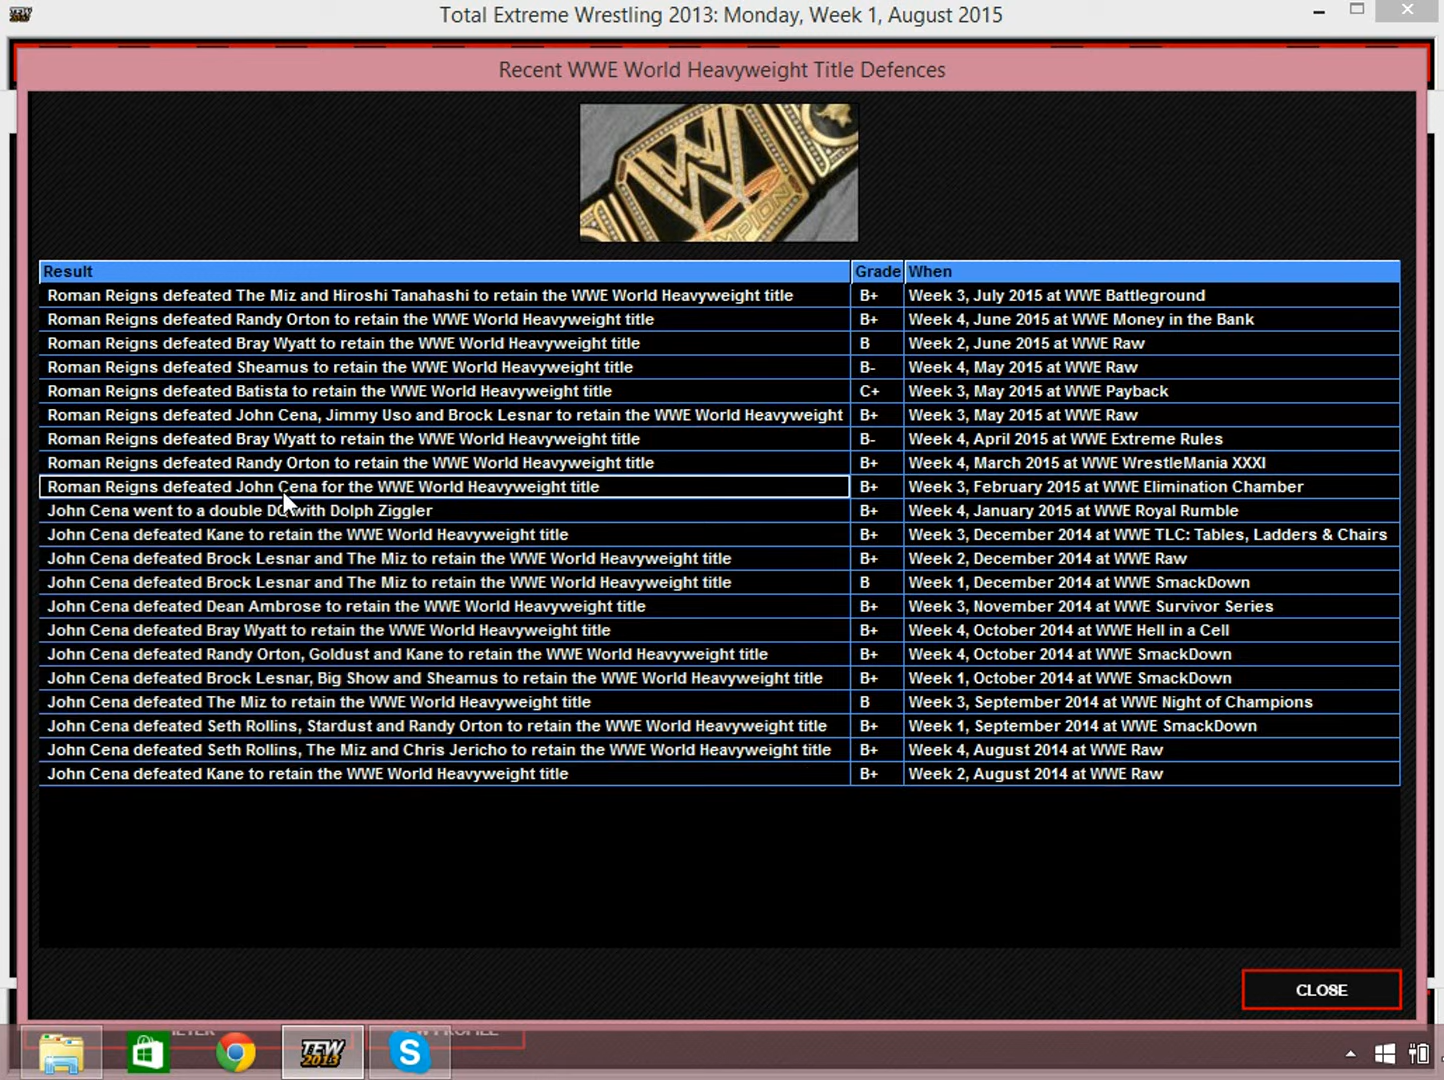 Total Extreme Wrestling 2013: Monday, Week 1, August 2015
Recent WWE World Heavyweight Title Defences
Result Grade When
Roman Reigns defeated The Miz and Hiroshi Tanahashi to retain the WWE World Heavyweight title B+ Week 3, July 2015 at WWE Battleground
Roman Reigns defeated Randy Orton to retain the WWE World Heavyweight title B+ Week 4, June 2015 at WWE Money in the Bank
Roman Reigns defeated Bray Wyatt to retain the WWE World Heavyweight title B Week 2, June 2015 at WWE Raw
Roman Reigns defeated Sheamus to retain the WWE World Heavyweight title B- Week 4, May 2015 at WWE Raw
Roman Reigns defeated Batista to retain the WWE World Heavyweight title C+ Week 3, May 2015 at WWE Payback
Roman Reigns defeated John Cena, Jimmy Uso and Brock Lesnar to retain the WWE World Heavyweight B+ Week 3, May 2015 at WWE Raw
Roman Reigns defeated Bray Wyatt to retain the WWE World Heavyweight title B- Week 4, April 2015 at WWE Extreme Rules
Roman Reigns defeated Randy Orton to retain the WWE World Heavyweight title B+ Week 4, March 2015 at WWE WrestleMania XXXI
Roman Reigns defeated John Cena for the WWE World Heavyweight title B+ Week 3, February 2015 at WWE Elimination Chamber
John Cena went to a double DQ with Dolph Ziggler B+ Week 4, January 2015 at WWE Royal Rumble
John Cena defeated Kane to retain the WWE World Heavyweight title B+ Week 3, December 2014 at WWE TLC: Tables, Ladders & Chairs
John Cena defeated Brock Lesnar and The Miz to retain the WWE World Heavyweight title B+ Week 2, December 2014 at WWE Raw
John Cena defeated Brock Lesnar and The Miz to retain the WWE World Heavyweight title B Week 1, December 2014 at WWE SmackDown
John Cena defeated Dean Ambrose to retain the WWE World Heavyweight title B+ Week 3, November 2014 at WWE Survivor Series
John Cena defeated Bray Wyatt to retain the WWE World Heavyweight title B+ Week 4, October 2014 at WWE Hell in a Cell
John Cena defeated Randy Orton, Goldust and Kane to retain the WWE World Heavyweight title B+ Week 4, October 2014 at WWE SmackDown
John Cena defeated Brock Lesnar, Big Show and Sheamus to retain the WWE World Heavyweight title B+ Week 1, October 2014 at WWE SmackDown
John Cena defeated The Miz to retain the WWE World Heavyweight title B Week 3, September 2014 at WWE Night of Champions
John Cena defeated Seth Rollins, Stardust and Randy Orton to retain the WWE World Heavyweight title B+ Week 1, September 2014 at WWE SmackDown
John Cena defeated Seth Rollins, The Miz and Chris Jericho to retain the WWE World Heavyweight title B+ Week 4, August 2014 at WWE Raw
John Cena defeated Kane to retain the WWE World Heavyweight title B+ Week 2, August 2014 at WWE Raw
CLOSE
TEW 2013
S